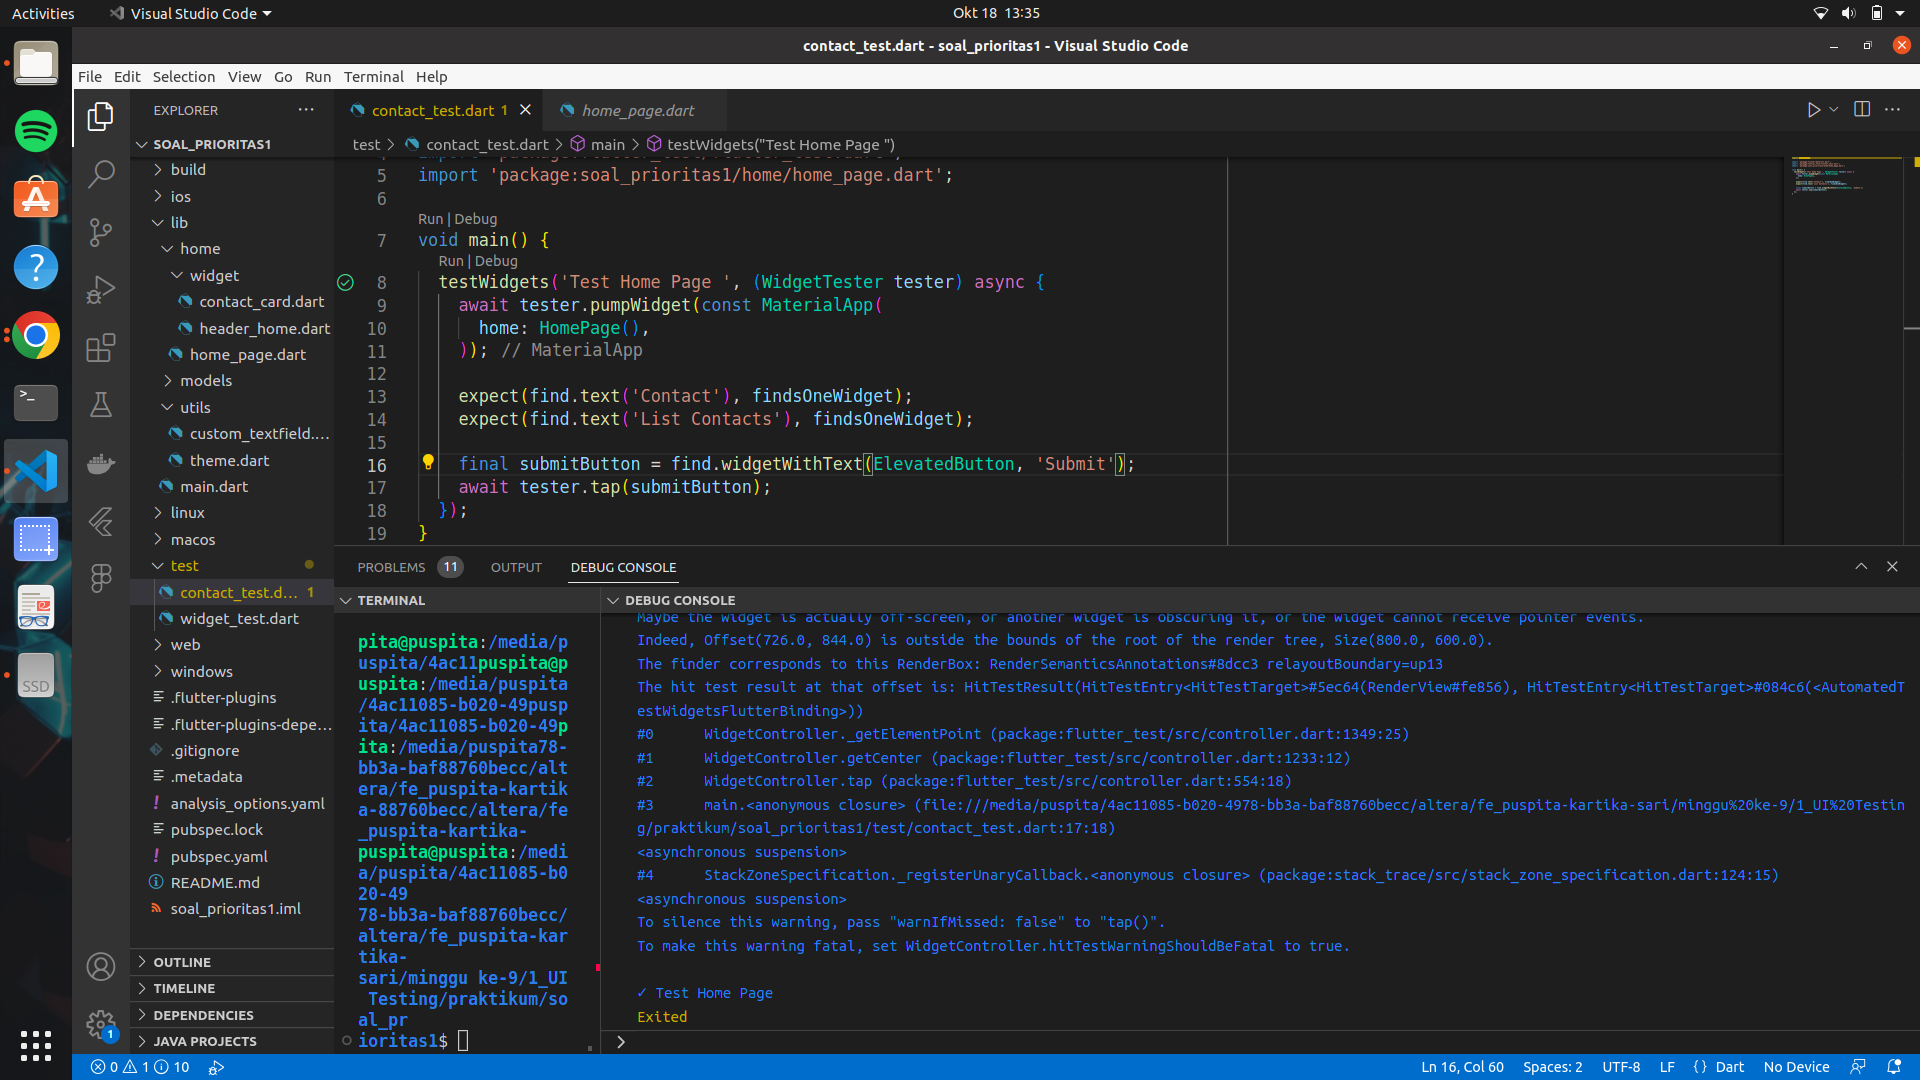 Activities
Visual Studio Code
Okt 18 13:35
contact_test.dart - soal_prioritas1 - Visual Studio Code
File Edit Selection View Go Run Terminal Help
EXPLORER
SOAL_PRIORITAS1
build
ios
lib
home
widget
contact_card.dart
header_home.dart
home_page.dart
models
utils
custom_textfield....
theme.dart
main.dart
linux
macos
test
contact_test.d... 1
widget_test.dart
web
windows
.flutter-plugins
.flutter-plugins-depe...
.gitignore
.metadata
analysis_options.yaml
pubspec.lock
pubspec.yaml
README.md
soal_prioritas1.iml
OUTLINE
TIMELINE
DEPENDENCIES
JAVA PROJECTS
contact_test.dart 1
home_page.dart
test > contact_test.dart > main > testWidgets("Test Home Page ")
5 import 'package:soal_prioritas1/home/home_page.dart';
6
Run | Debug
7 void main() {
Run | Debug
8 testWidgets('Test Home Page ', (WidgetTester tester) async {
9 await tester.pumpWidget(const MaterialApp(
10 home: HomePage(),
11 )); // MaterialApp
12
13 expect(find.text('Contact'), findsOneWidget);
14 expect(find.text('List Contacts'), findsOneWidget);
15
16 final submitButton = find.widgetWithText(ElevatedButton, 'Submit');
17 await tester.tap(submitButton);
18 });
19 }
PROBLEMS 11 OUTPUT DEBUG CONSOLE
TERMINAL
pita@puspita:/media/p
uspita/4ac11puspita@p
uspita:/media/puspita
/4ac11085-b020-49pusp
ita/4ac11085-b020-49p
ita:/media/puspita78-
bb3a-baf88760becc/alt
era/fe_puspita-kartik
a-88760becc/altera/fe
_puspita-kartika-
puspita@puspita:/medi
a/puspita/4ac11085-b0
20-49
78-bb3a-baf88760becc/
altera/fe_puspita-kar
tika-
sari/minggu ke-9/1_UI
Testing/praktikum/so
al_pr
ioritas1$
DEBUG CONSOLE
Maybe the widget is actually off-screen, or another widget is obscuring it, or the widget cannot receive pointer events.
Indeed, Offset(726.0, 844.0) is outside the bounds of the root of the render tree, Size(800.0, 600.0).
The finder corresponds to this RenderBox: RenderSemanticsAnnotations#8dcc3 relayoutBoundary=up13
The hit test result at that offset is: HitTestResult(HitTestEntry<HitTestTarget>#5ec64(RenderView#fe856), HitTestEntry<HitTestTarget>#084c6(<AutomatedT
estWidgetsFlutterBinding>))
#0 WidgetController._getElementPoint (package:flutter_test/src/controller.dart:1349:25)
#1 WidgetController.getCenter (package:flutter_test/src/controller.dart:1233:12)
#2 WidgetController.tap (package:flutter_test/src/controller.dart:554:18)
#3 main.<anonymous closure> (file:///media/puspita/4ac11085-b020-4978-bb3a-baf88760becc/altera/fe_puspita-kartika-sari/minggu%20ke-9/1_UI%20Testin
g/praktikum/soal_prioritas1/test/contact_test.dart:17:18)
<asynchronous suspension>
#4 StackZoneSpecification._registerUnaryCallback.<anonymous closure> (package:stack_trace/src/stack_zone_specification.dart:124:15)
<asynchronous suspension>
To silence this warning, pass "warnIfMissed: false" to "tap()".
To make this warning fatal, set WidgetController.hitTestWarningShouldBeFatal to true.
✓ Test Home Page
Exited
SSD
1
0 1 10
Ln 16, Col 60 Spaces: 2 UTF-8 LF {} Dart No Device